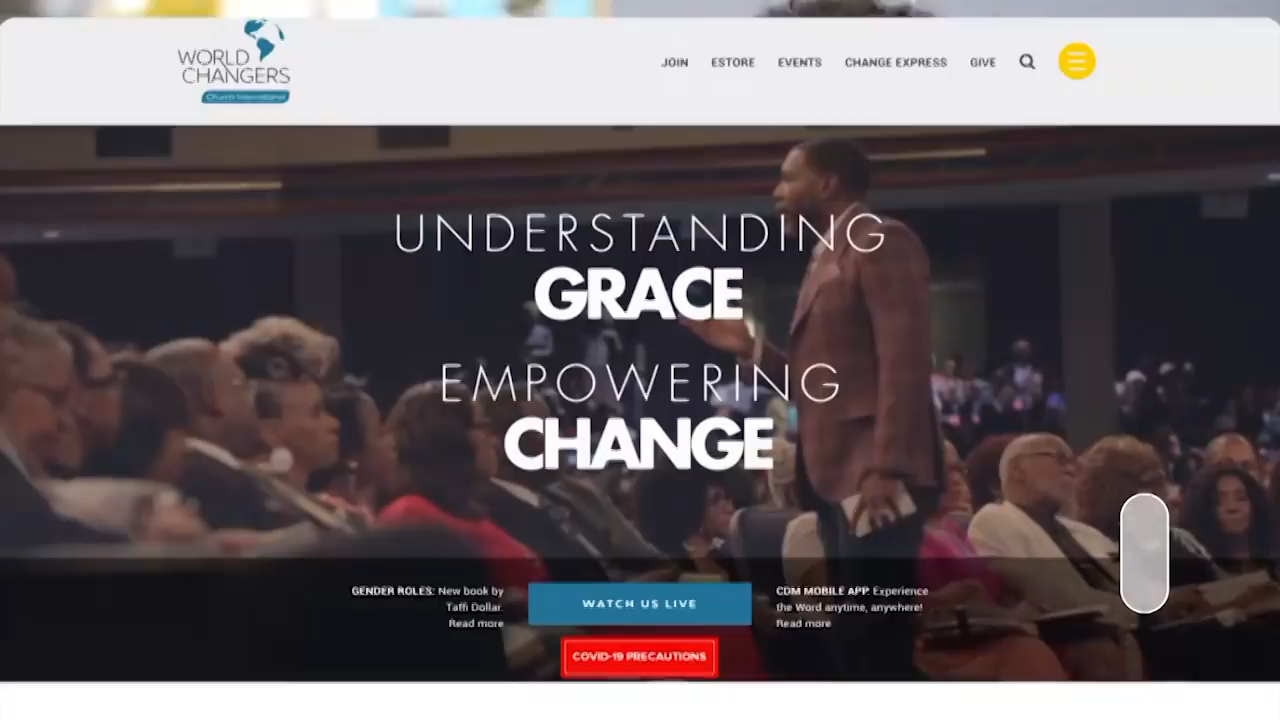 WORLD
CHANGERS
Church International
JOIN
ESTORE
EVENTS
CHANGE EXPRESS
GIVE
UNDERSTANDING
GRACE
EMPOWERING
CHANGE
GENDER ROLES: New book by
Taffi Dollar.
Read more
WATCH US LIVE
CDM MOBILE APP: Experience
the Word anytime, anywhere!
Read more
COVID-19 PRECAUTIONS